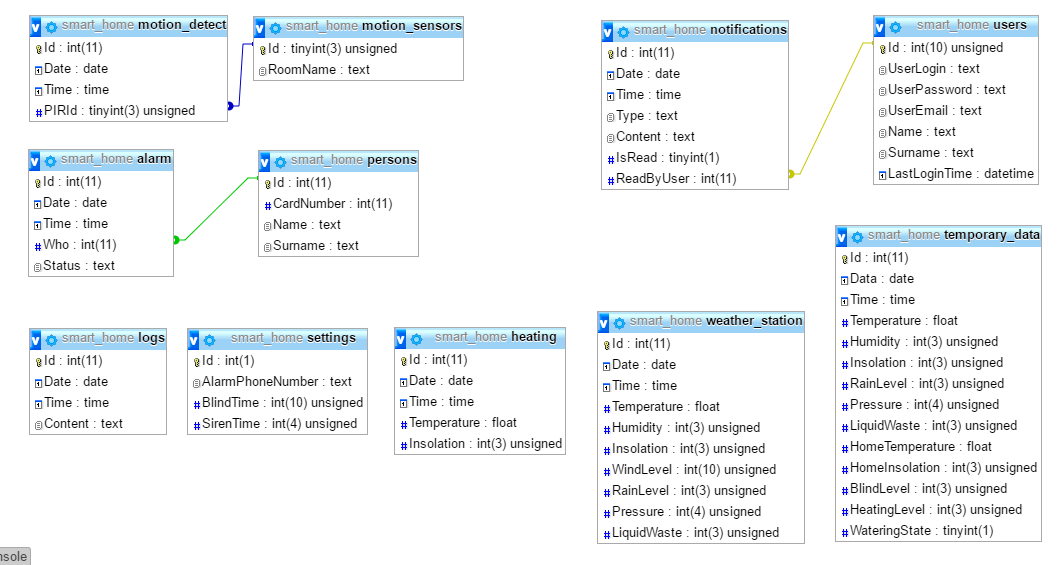 smart_home motion_detect
Id : int(11)
Date : date
Time : time
PIRId : tinyint(3) unsigned
smart_home motion_sensors
Id : tinyint(3) unsigned
RoomName : text
smart_home notifications
Id : int(11)
Date : date
Time : time
Type : text
Content : text
IsRead : tinyint(1)
ReadByUser : int(11)
smart_home users
Id : int(10) unsigned
UserLogin : text
UserPassword : text
UserEmail : text
Name : text
Surname : text
LastLoginTime : datetime
smart_home alarm
Id : int(11)
Date : date
Time : time
Who : int(11)
Status : text
smart_home persons
Id : int(11)
CardNumber : int(11)
Name : text
Surname : text
smart_home temporary_data
Id : int(11)
Data : date
Time : time
Temperature : float
Humidity : int(3) unsigned
Insolation : int(3) unsigned
RainLevel : int(3) unsigned
Pressure : int(4) unsigned
LiquidWaste : int(3) unsigned
HomeTemperature : float
HomeInsolation : int(3) unsigned
BlindLevel : int(3) unsigned
HeatingLevel : int(3) unsigned
WateringState : tinyint(1)
smart_home logs
Id : int(11)
Date : date
Time : time
Content : text
smart_home settings
Id : int(1)
AlarmPhoneNumber : text
BlindTime : int(10) unsigned
SirenTime : int(4) unsigned
smart_home heating
Id : int(11)
Date : date
Time : time
Temperature : float
Insolation : int(3) unsigned
smart_home weather_station
Id : int(11)
Date : date
Time : time
Temperature : float
Humidity : int(3) unsigned
Insolation : int(3) unsigned
WindLevel : int(10) unsigned
RainLevel : int(3) unsigned
Pressure : int(4) unsigned
LiquidWaste : int(3) unsigned
nsole